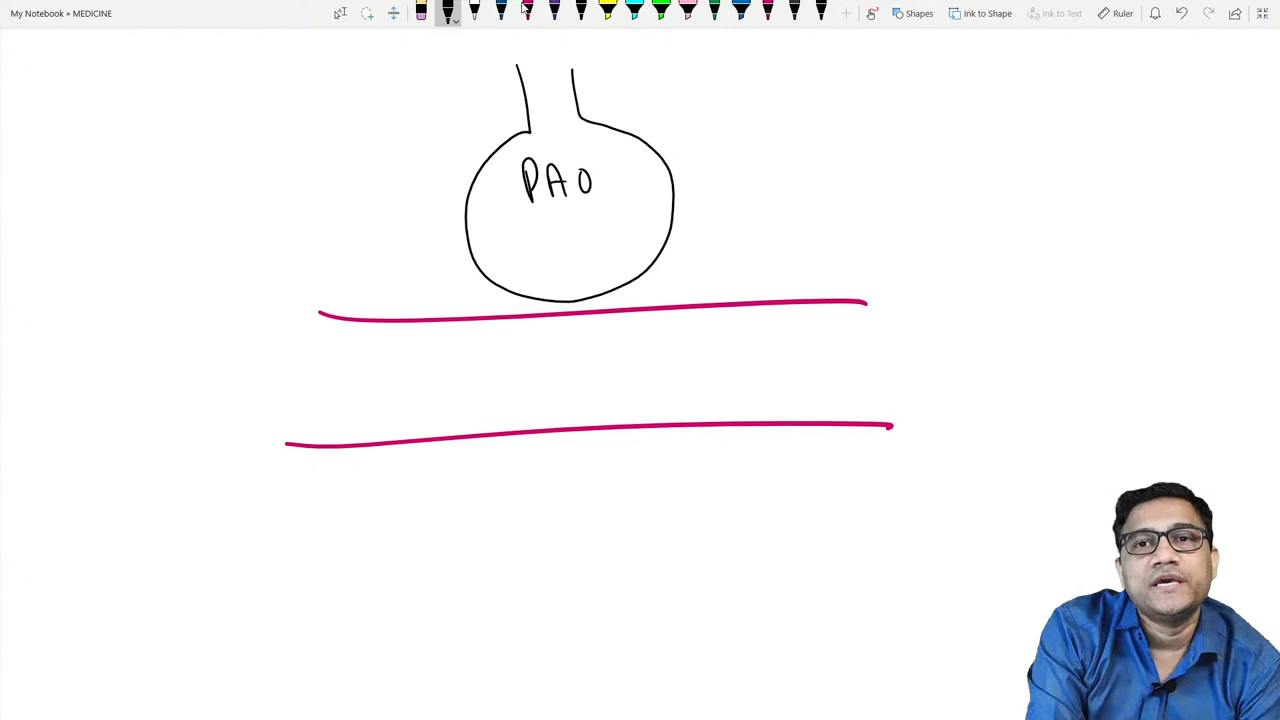 My Notebook » MEDICINE
Shapes
Ink to Shape
Ink to Text
Ruler
PAO